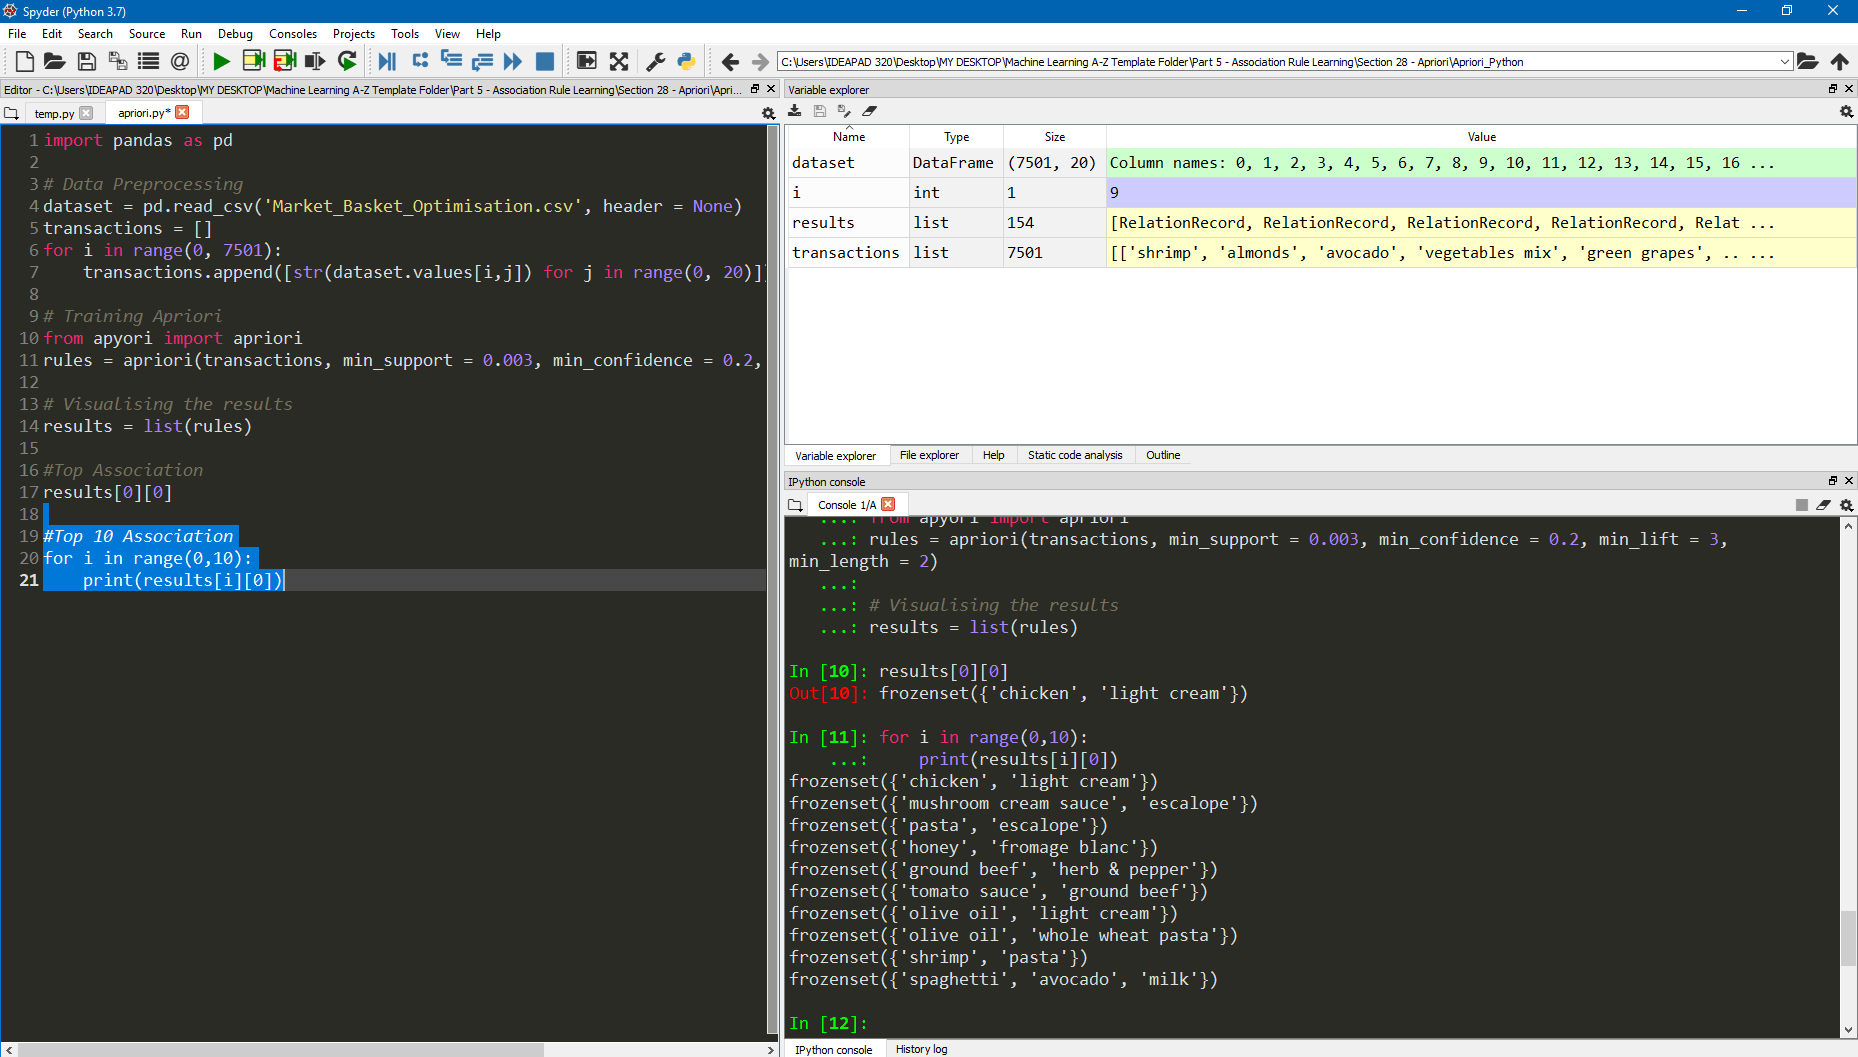 Spyder (Python 3.7)
File Edit Search Source Run Debug Consoles Projects Tools View Help
C:\Users\IDEAPAD 320\Desktop\MY DESKTOP\Machine Learning A-Z Template Folder\Part 5 - Association Rule Learning\Section 28 - Apriori\Apriori_Python
Editor - C:\Users\IDEAPAD 320\Desktop\MY DESKTOP\Machine Learning A-Z Template Folder\Part 5 - Association Rule Learning\Section 28 - Apriori\Apri...
temp.py apriori.py*
1 import pandas as pd
2
3 # Data Preprocessing
4 dataset = pd.read_csv('Market_Basket_Optimisation.csv', header = None)
5 transactions = []
6 for i in range(0, 7501):
7     transactions.append([str(dataset.values[i,j]) for j in range(0, 20)])
8
9 # Training Apriori
10 from apyori import apriori
11 rules = apriori(transactions, min_support = 0.003, min_confidence = 0.2,
12
13 # Visualising the results
14 results = list(rules)
15
16 #Top Association
17 results[0][0]
18
19 #Top 10 Association
20 for i in range(0,10):
21     print(results[i][0])
Variable explorer
Name Type Size Value
dataset DataFrame (7501, 20) Column names: 0, 1, 2, 3, 4, 5, 6, 7, 8, 9, 10, 11, 12, 13, 14, 15, 16 ...
i int 1 9
results list 154 [RelationRecord, RelationRecord, RelationRecord, RelationRecord, Relat ...
transactions list 7501 [['shrimp', 'almonds', 'avocado', 'vegetables mix', 'green grapes', .. ...
Variable explorer File explorer Help Static code analysis Outline
IPython console
Console 1/A
...: from apyori import apriori
...: rules = apriori(transactions, min_support = 0.003, min_confidence = 0.2, min_lift = 3,
min_length = 2)
...:
...: # Visualising the results
...: results = list(rules)
In [10]: results[0][0]
Out[10]: frozenset({'chicken', 'light cream'})
In [11]: for i in range(0,10):
...:     print(results[i][0])
frozenset({'chicken', 'light cream'})
frozenset({'mushroom cream sauce', 'escalope'})
frozenset({'pasta', 'escalope'})
frozenset({'honey', 'fromage blanc'})
frozenset({'ground beef', 'herb & pepper'})
frozenset({'tomato sauce', 'ground beef'})
frozenset({'olive oil', 'light cream'})
frozenset({'olive oil', 'whole wheat pasta'})
frozenset({'shrimp', 'pasta'})
frozenset({'spaghetti', 'avocado', 'milk'})
In [12]:
IPython console History log